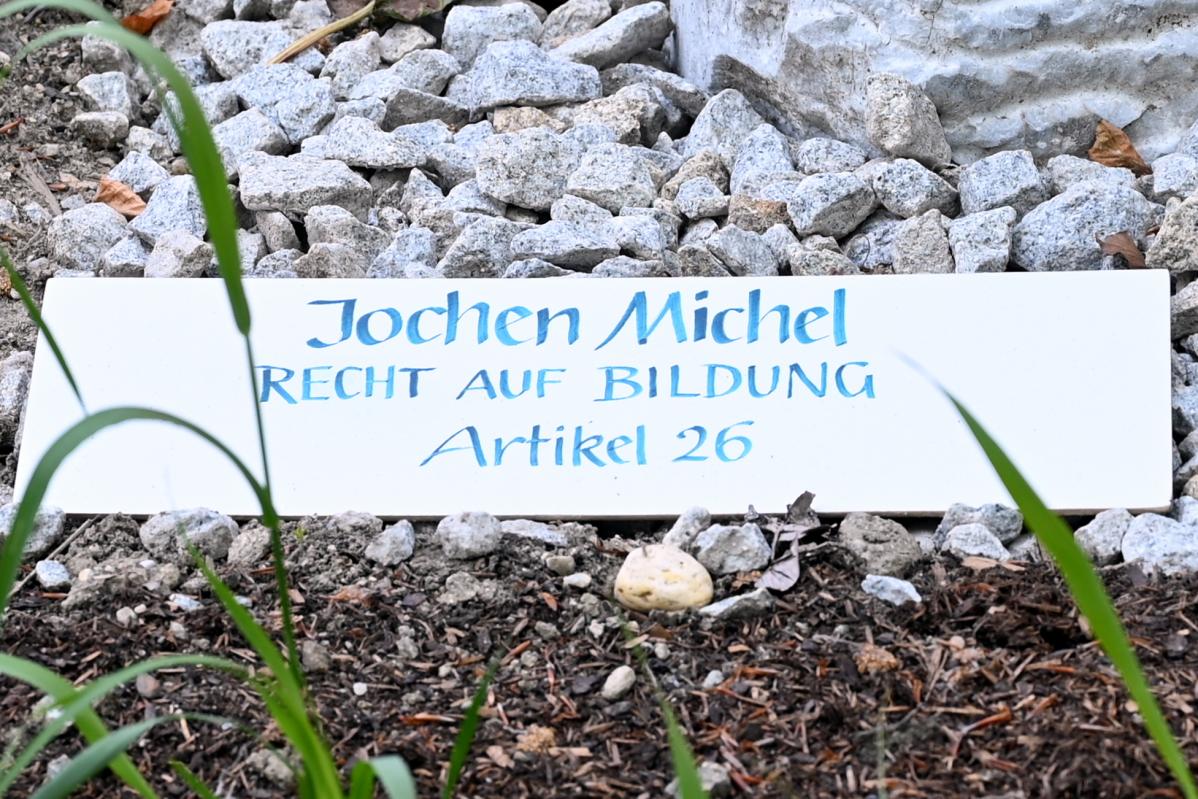 Jochen Michel
RECHT AUF BILDUNG
Artikel 26